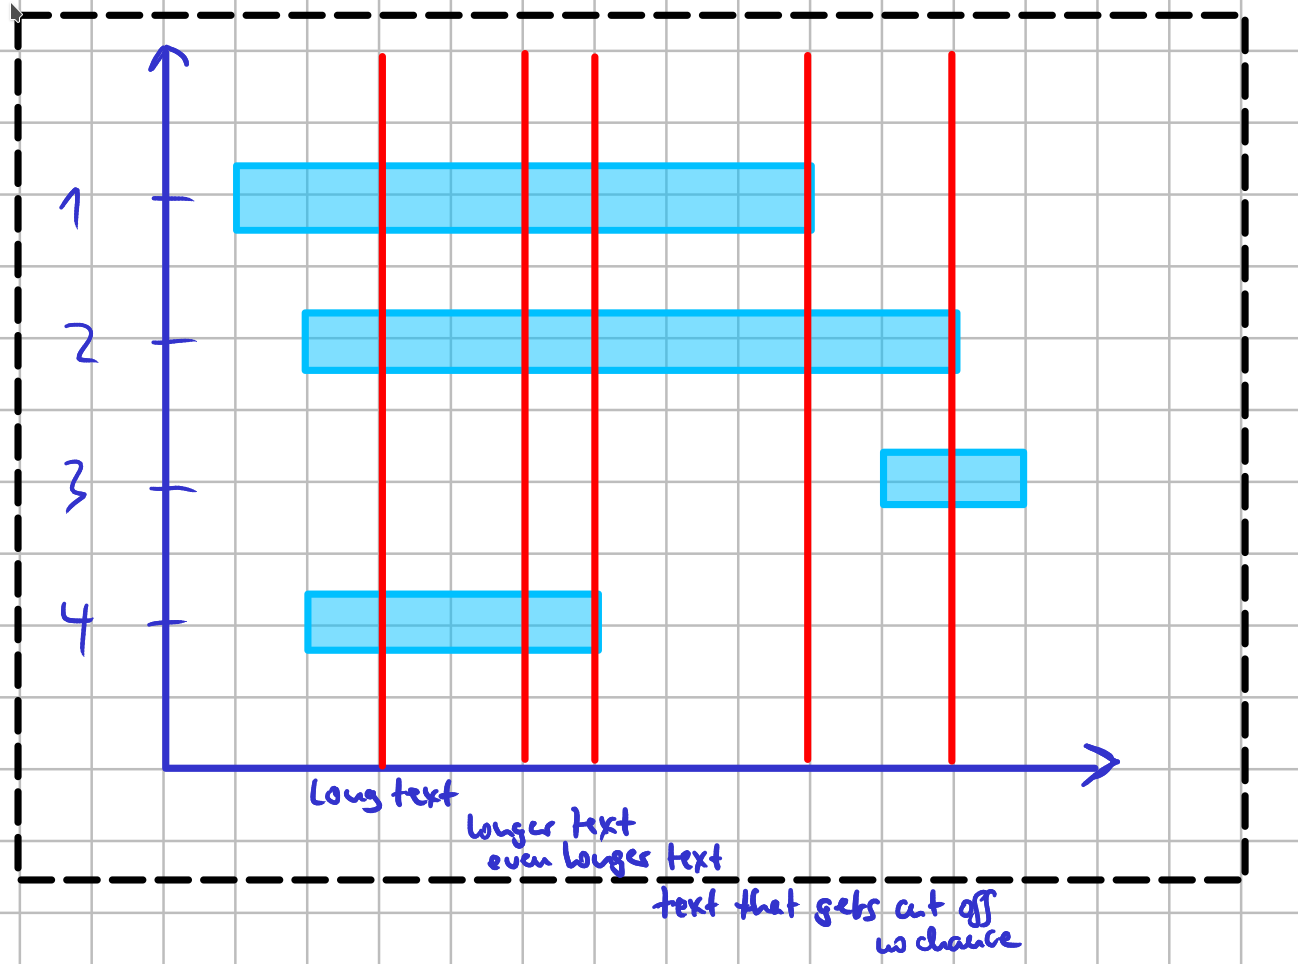 1
2
3
4
Long text
Longer text
even longer text
text that gets cut off
no chance